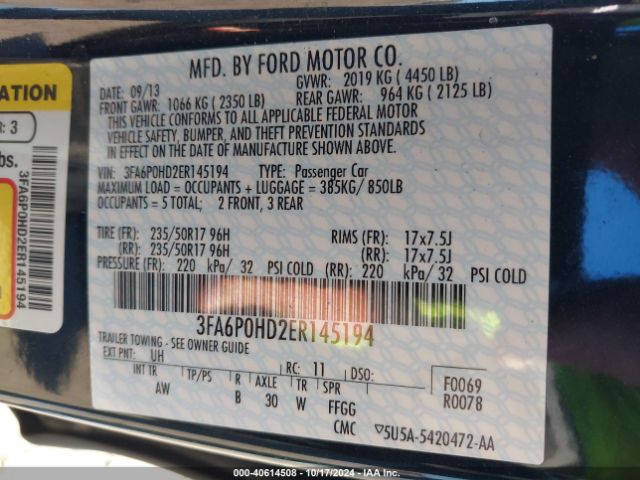 ATION
R: 3
bs.
3FA6P0HD2ER145194
MFD. BY FORD MOTOR CO.
DATE: 09/13 GVWR: 2019 KG ( 4450 LB)
FRONT GAWR: 1066 KG ( 2350 LB) REAR GAWR: 964 KG ( 2125 LB)
THIS VEHICLE CONFORMS TO ALL APPLICABLE FEDERAL MOTOR
VEHICLE SAFETY, BUMPER, AND THEFT PREVENTION STANDARDS
IN EFFECT ON THE DATE OF MANUFACTURE SHOWN ABOVE.
VIN: 3FA6P0HD2ER145194 TYPE: Passenger Car
MAXIMUM LOAD = OCCUPANTS + LUGGAGE = 385KG/ 850LB
OCCUPANTS = 5 TOTAL; 2 FRONT, 3 REAR
TIRE (FR): 235/50R17 96H RIMS (FR): 17x7.5J
(RR): 235/50R17 96H (RR): 17x7.5J
PRESSURE (FR): 220 kPa/ 32 PSI COLD (RR): 220 kPa/ 32 PSI COLD
3FA6P0HD2ER145194
TRAILER TOWING - SEE OWNER GUIDE
EXT PNT: UH RC: 11 DSO: F0069
INT TR TP/PS R AXLE TR SPR R0078
AW B 30 W FFGG
CMC ▽5U5A-5420472-AA
000-40614508 - 10/17/2024 - IAA Inc.